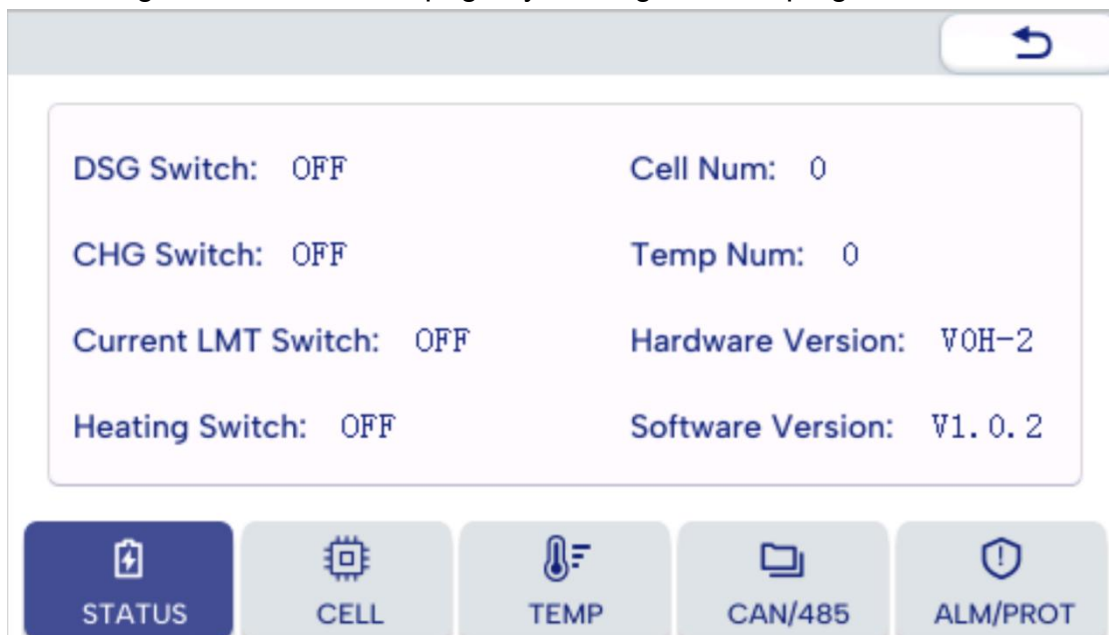 DSG Switch: OFF
Cell Num: 0
CHG Switch: OFF
Temp Num: 0
Current LMT Switch: OFF
Hardware Version: VOH-2
Heating Switch: OFF
Software Version: V1.0.2
STATUS
CELL
TEMP
CAN/485
ALM/PROT